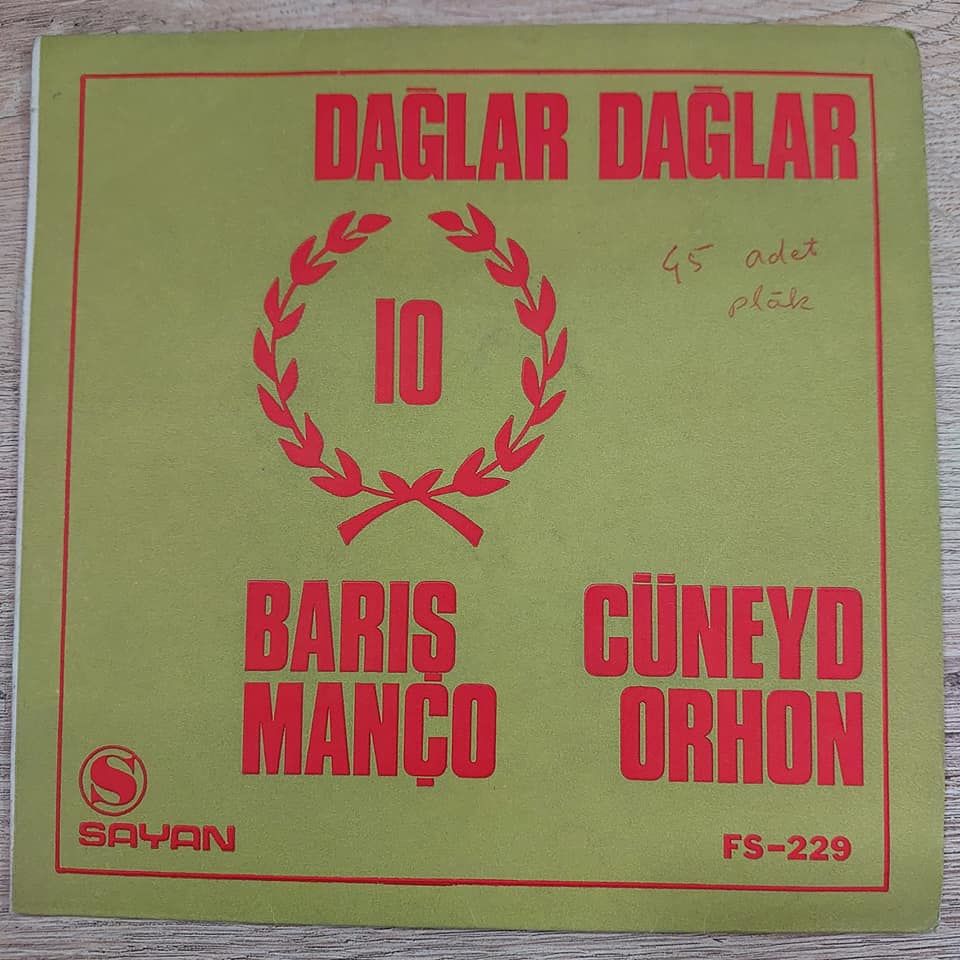 DAĞLAR DAĞLAR
45 adet
plâk
10
BARIŞ
MANÇO
CÜNEYD
ORHON
S
SAYAN
FS-229